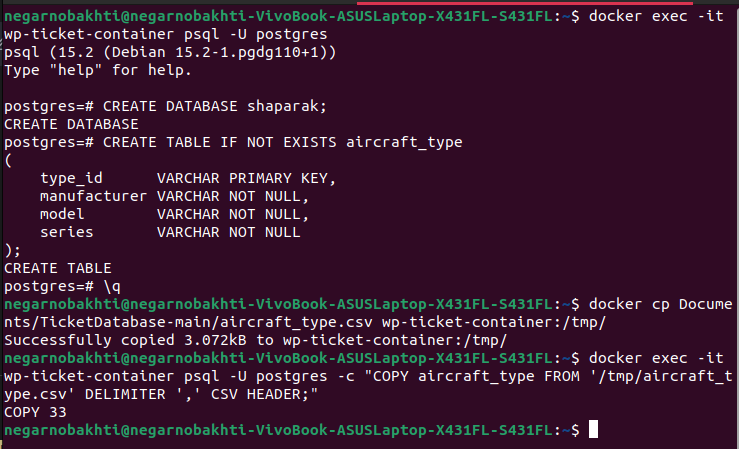 negarnobakhti@negarnobakhti-VivoBook-ASUSLaptop-X431FL-S431FL:~$ docker exec -it
wp-ticket-container psql -U postgres
psql (15.2 (Debian 15.2-1.pgdg110+1))
Type "help" for help.

postgres=# CREATE DATABASE shaparak;
CREATE DATABASE
postgres=# CREATE TABLE IF NOT EXISTS aircraft_type
(
    type_id      VARCHAR PRIMARY KEY,
    manufacturer VARCHAR NOT NULL,
    model        VARCHAR NOT NULL,
    series       VARCHAR NOT NULL
);
CREATE TABLE
postgres=# \q
negarnobakhti@negarnobakhti-VivoBook-ASUSLaptop-X431FL-S431FL:~$ docker cp Docume
nts/TicketDatabase-main/aircraft_type.csv wp-ticket-container:/tmp/
Successfully copied 3.072kB to wp-ticket-container:/tmp/
negarnobakhti@negarnobakhti-VivoBook-ASUSLaptop-X431FL-S431FL:~$ docker exec -it
wp-ticket-container psql -U postgres -c "COPY aircraft_type FROM '/tmp/aircraft_t
ype.csv' DELIMITER ',' CSV HEADER;"
COPY 33
negarnobakhti@negarnobakhti-VivoBook-ASUSLaptop-X431FL-S431FL:~$